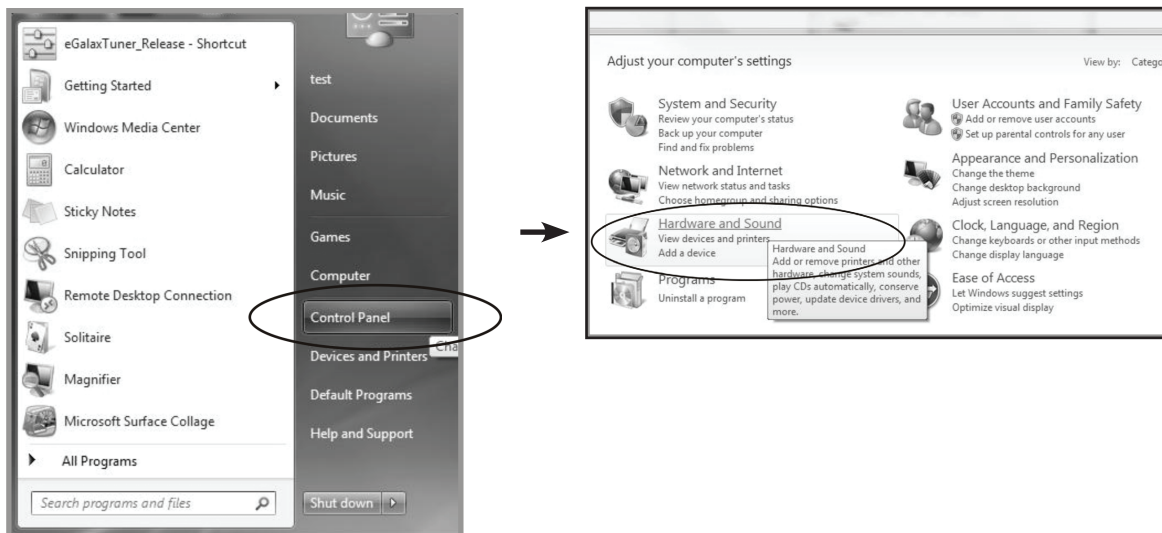 eGalaxTuner_Release - Shortcut
Getting Started
Windows Media Center
Calculator
Sticky Notes
Snipping Tool
Remote Desktop Connection
Solitaire
Magnifier
Microsoft Surface Collage
All Programs
Search programs and files
test
Documents
Pictures
Music
Games
Computer
Control Panel
Devices and Printers
Default Programs
Help and Support
Shut down
Adjust your computer's settings
View by:
System and Security
Review your computer's status
Back up your computer
Find and fix problems
Network and Internet
View network status and tasks
Choose homegroup and sharing options
Hardware and Sound
View devices and printers
Add a device
Programs
Uninstall a program
Hardware and Sound
Add or remove printers and other
hardware, change system sounds,
play CDs automatically, conserve
power, update device drivers, and
more.
User Accounts and Family Safety
Add or remove user accounts
Set up parental controls for any user
Appearance and Personalization
Change the theme
Change desktop background
Adjust screen resolution
Clock, Language, and Region
Change keyboards or other input methods
Change display language
Ease of Access
Let Windows suggest settings
Optimize visual display